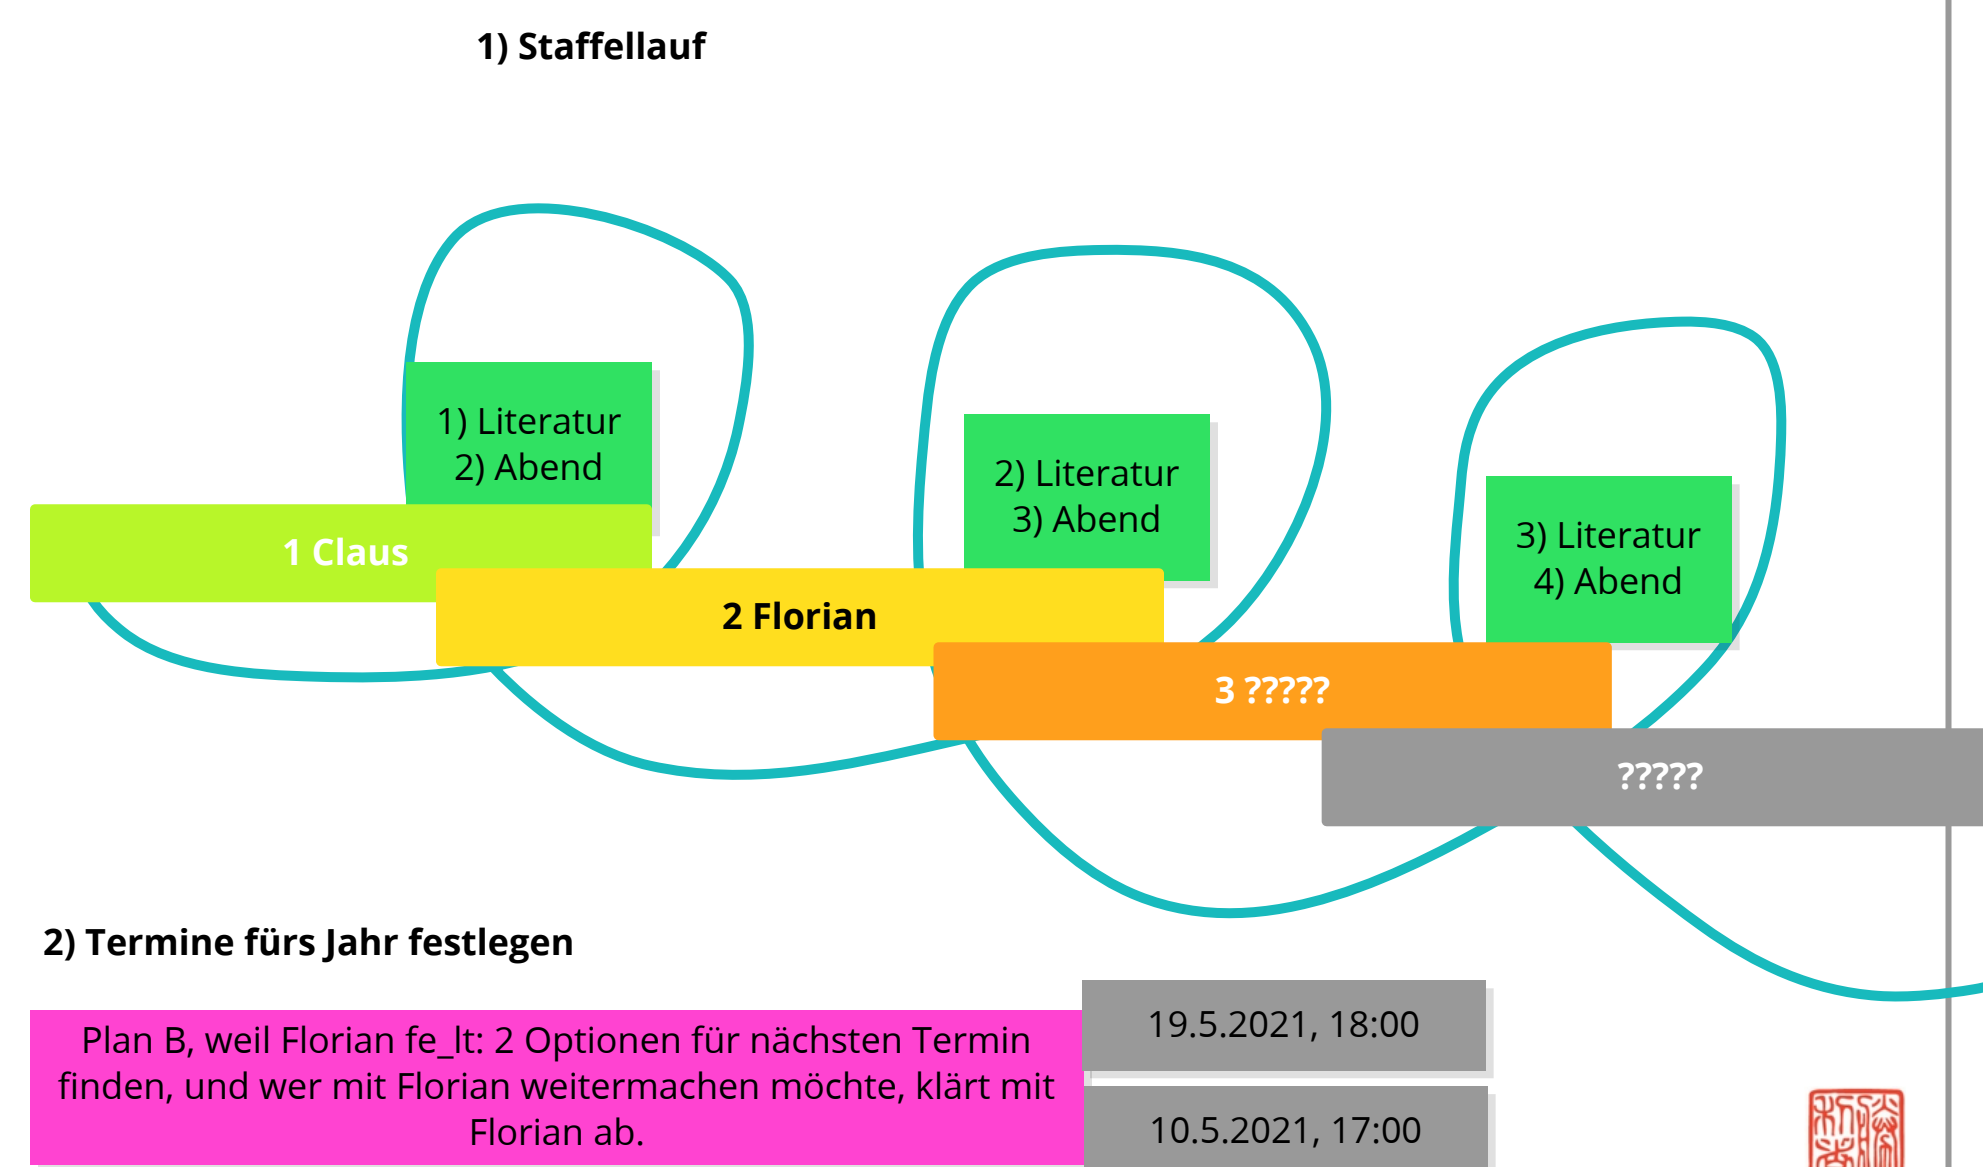 1) Staffellauf
1) Literatur
2) Abend
2) Literatur
3) Abend
3) Literatur
4) Abend
1 Claus
2 Florian
3 ?????
?????
2) Termine fürs Jahr festlegen
Plan B, weil Florian fe_lt: 2 Optionen für nächsten Termin
finden, und wer mit Florian weitermachen möchte, klärt mit
Florian ab.
19.5.2021, 18:00
10.5.2021, 17:00